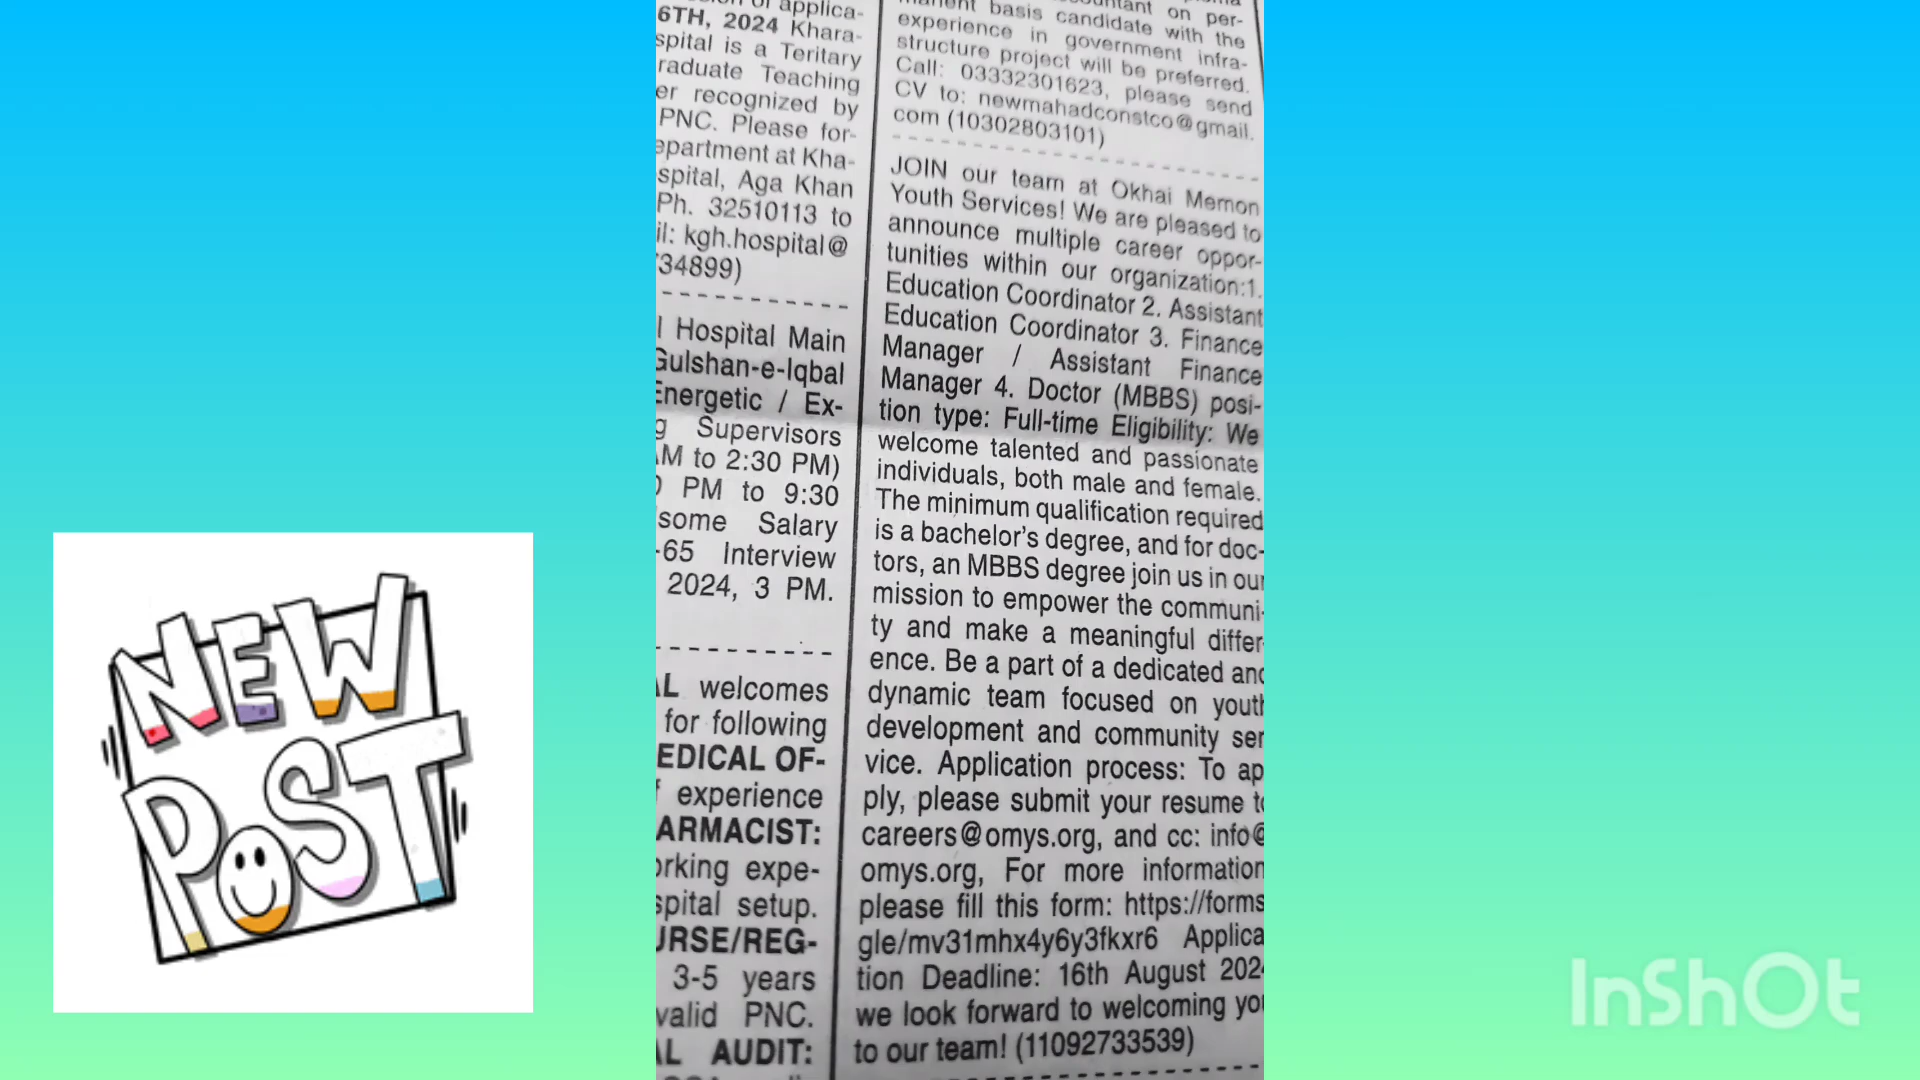 of applica-
6TH, 2024 Khara-
spital is a Teritary
raduate Teaching
er recognized by
PNC. Please for-
epartment at Kha-
spital, Aga Khan
Ph. 32510113 to
il: kgh.hospital@
734899)
l Hospital Main
Gulshan-e-Iqbal
Energetic / Ex-
g Supervisors
AM to 2:30 PM)
0 PM to 9:30
some Salary
-65 Interview
2024, 3 PM.
AL welcomes
for following
EDICAL OF-
f experience
ARMACIST:
orking expe-
spital setup.
URSE/REG-
3-5 years
valid PNC.
AL AUDIT:
on per-
manent basis candidate with the
experience in government infra-
structure project will be preferred.
Call: 03332301623, please send
CV to: newmahadconstco@gmail.
com (10302803101)
JOIN our team at Okhai Memon
Youth Services! We are pleased to
announce multiple career oppor-
tunities within our organization:1.
Education Coordinator 2. Assistant
Education Coordinator 3. Finance
Manager / Assistant Finance
Manager 4. Doctor (MBBS) posi-
tion type: Full-time Eligibility: We
welcome talented and passionate
individuals, both male and female.
The minimum qualification required
is a bachelor's degree, and for doc-
tors, an MBBS degree join us in our
mission to empower the communi-
ty and make a meaningful differ-
ence. Be a part of a dedicated and
dynamic team focused on youth
development and community ser
vice. Application process: To ap
ply, please submit your resume to
careers@omys.org, and cc: info@
omys.org, For more information
please fill this form: https://forms
gle/mv31mhx4y6y3fkxr6 Applica
tion Deadline: 16th August 2024
we look forward to welcoming you
to our team! (11092733539)
NEW
POST
InShOt